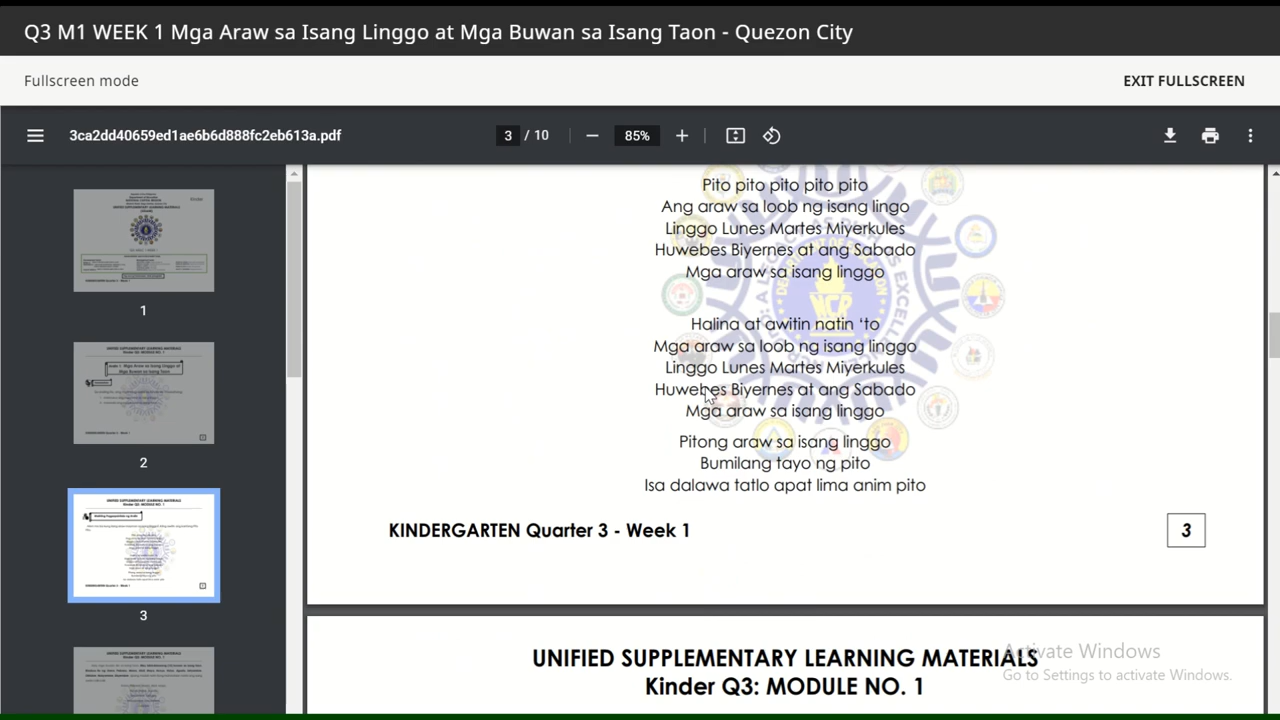 Q3 M1 WEEK 1 Mga Araw sa Isang Linggo at Mga Buwan sa Isang Taon - Quezon City
Fullscreen mode
EXIT FULLSCREEN
3ca2dd40659ed1ae6b6d888fc2eb613a.pdf
3 / 10
85%
1
2
3
Pito pito pito pito pito
Ang araw sa loob ng isang lingo
Linggo Lunes Martes Miyerkules
Huwebes Biyernes at ang Sabado
Mga araw sa isang linggo
Halina at awitin natin ‘to
Mga araw sa loob ng isang linggo
Linggo Lunes Martes Miyerkules
Huwebes Biyernes at ang Sabado
Mga araw sa isang linggo
Pitong araw sa isang linggo
Bumilang tayo ng pito
Isa dalawa tatlo apat lima anim pito
KINDERGARTEN Quarter 3 - Week 1
3
UNIFIED SUPPLEMENTARY LEARNING MATERIALS
Kinder Q3: MODULE NO. 1
Activate Windows
Go to Settings to activate Windows.